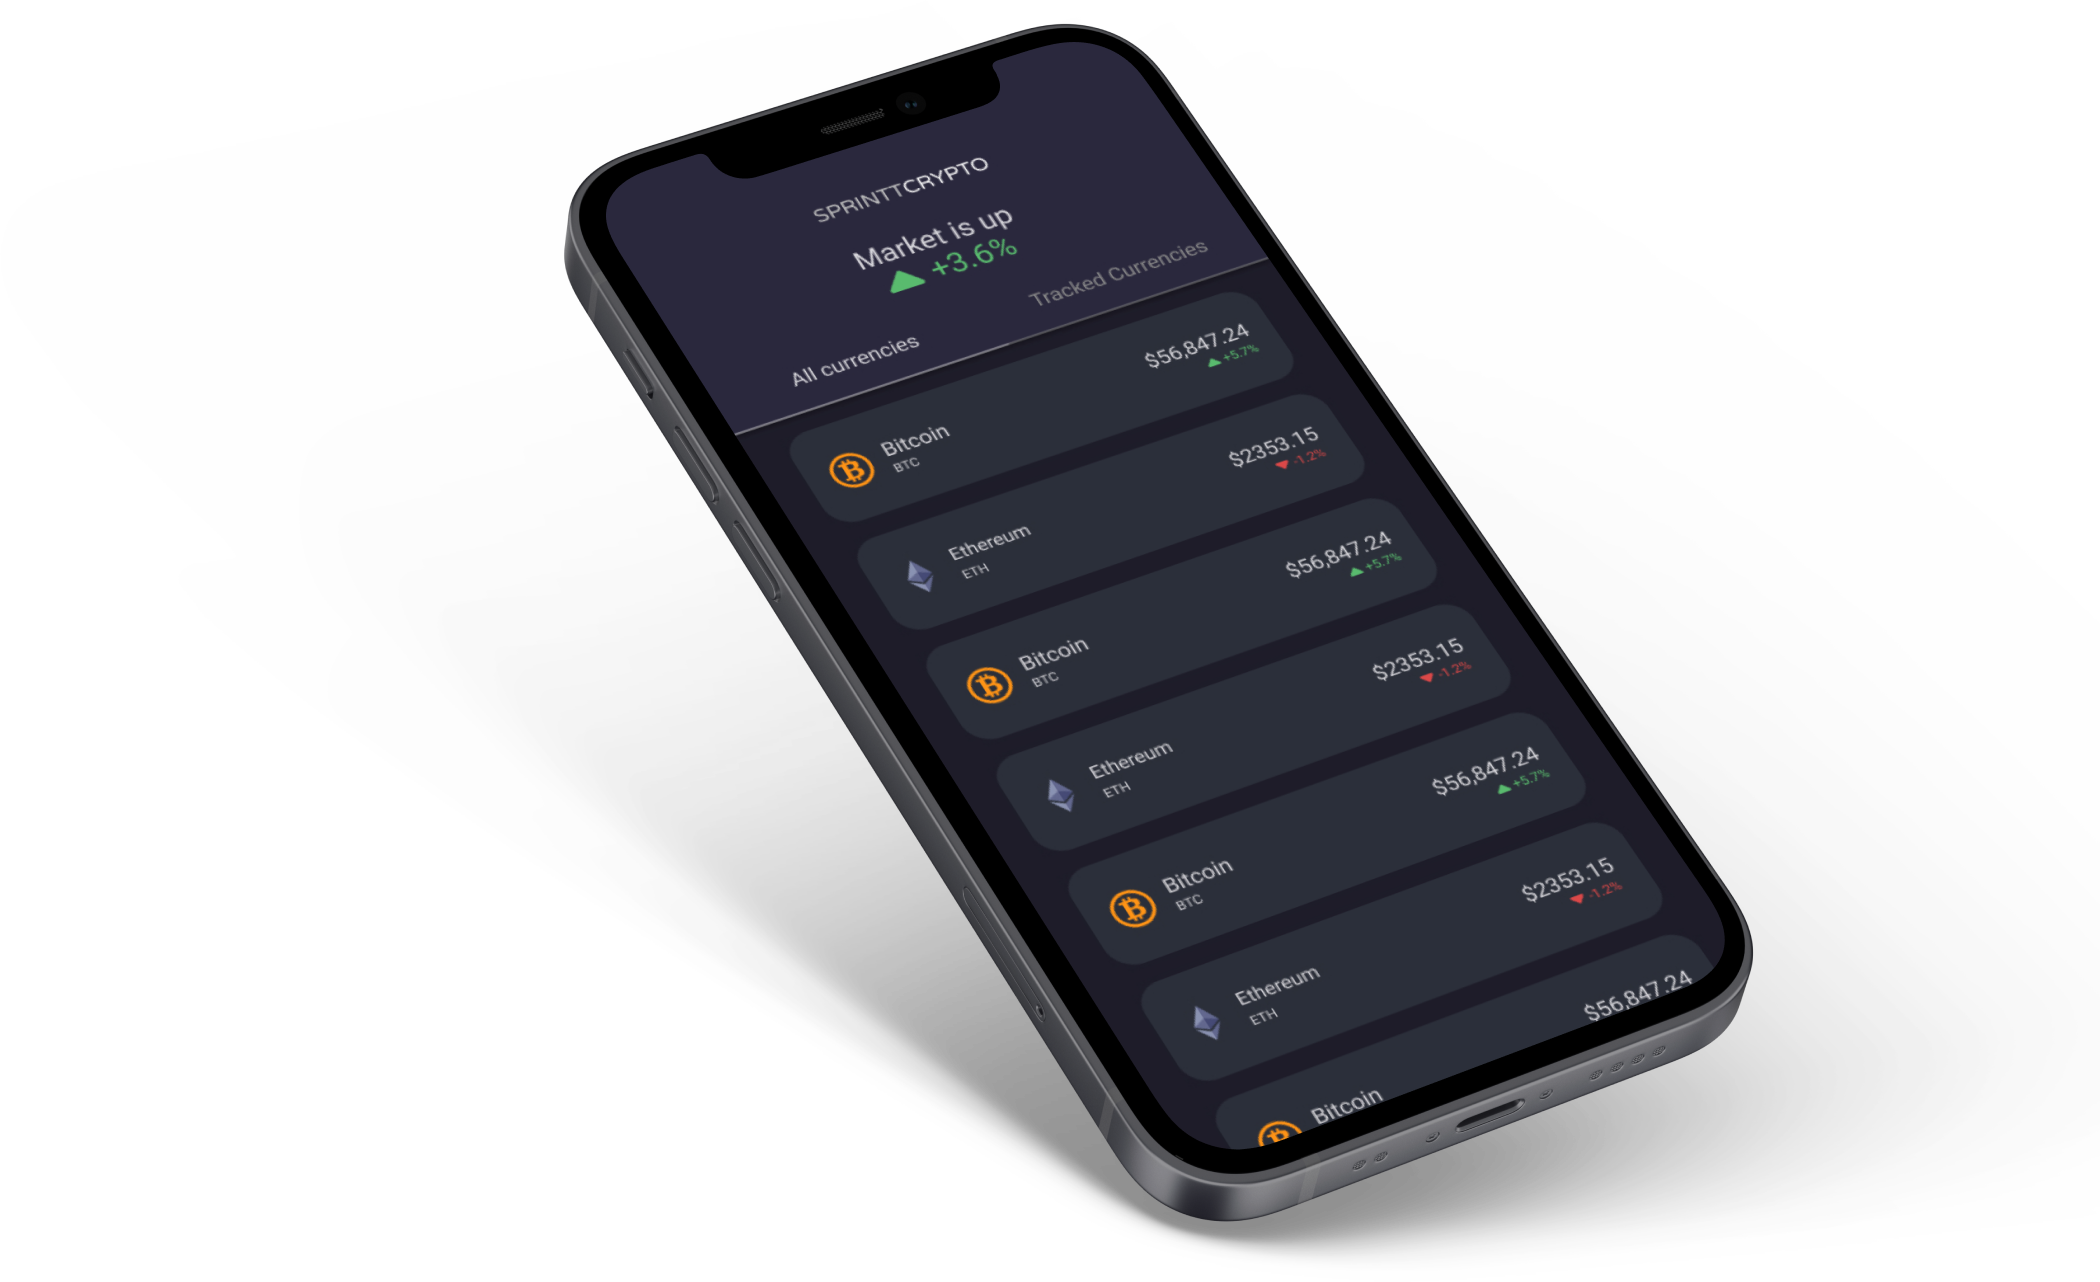 SPRINTTCRYPTO
Market is up
+3.6%
All currencies
Tracked Currencies
Bitcoin
BTC
$56,847.24
+5.7%
Ethereum
ETH
$2353.15
-1.2%
Bitcoin
BTC
$56,847.24
+5.7%
Ethereum
ETH
$2353.15
-1.2%
Bitcoin
BTC
$56,847.24
+5.7%
Ethereum
ETH
$2353.15
-1.2%
Bitcoin
$56,847.24